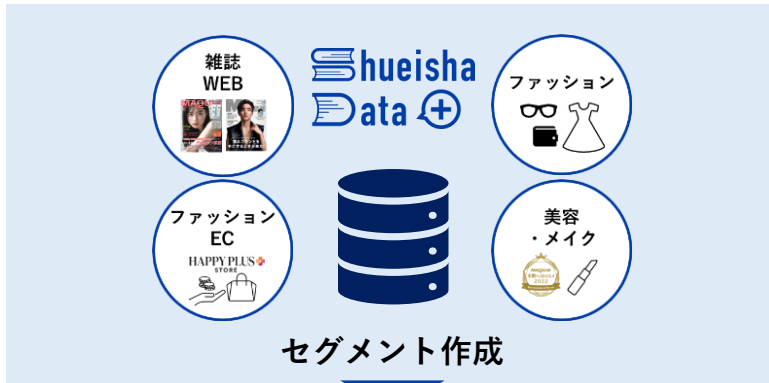 雑誌
WEB
Shueisha
Data +
ファッション
ファッション
EC
HAPPY PLUS
STORE
美容
・メイク
2022
セグメント作成